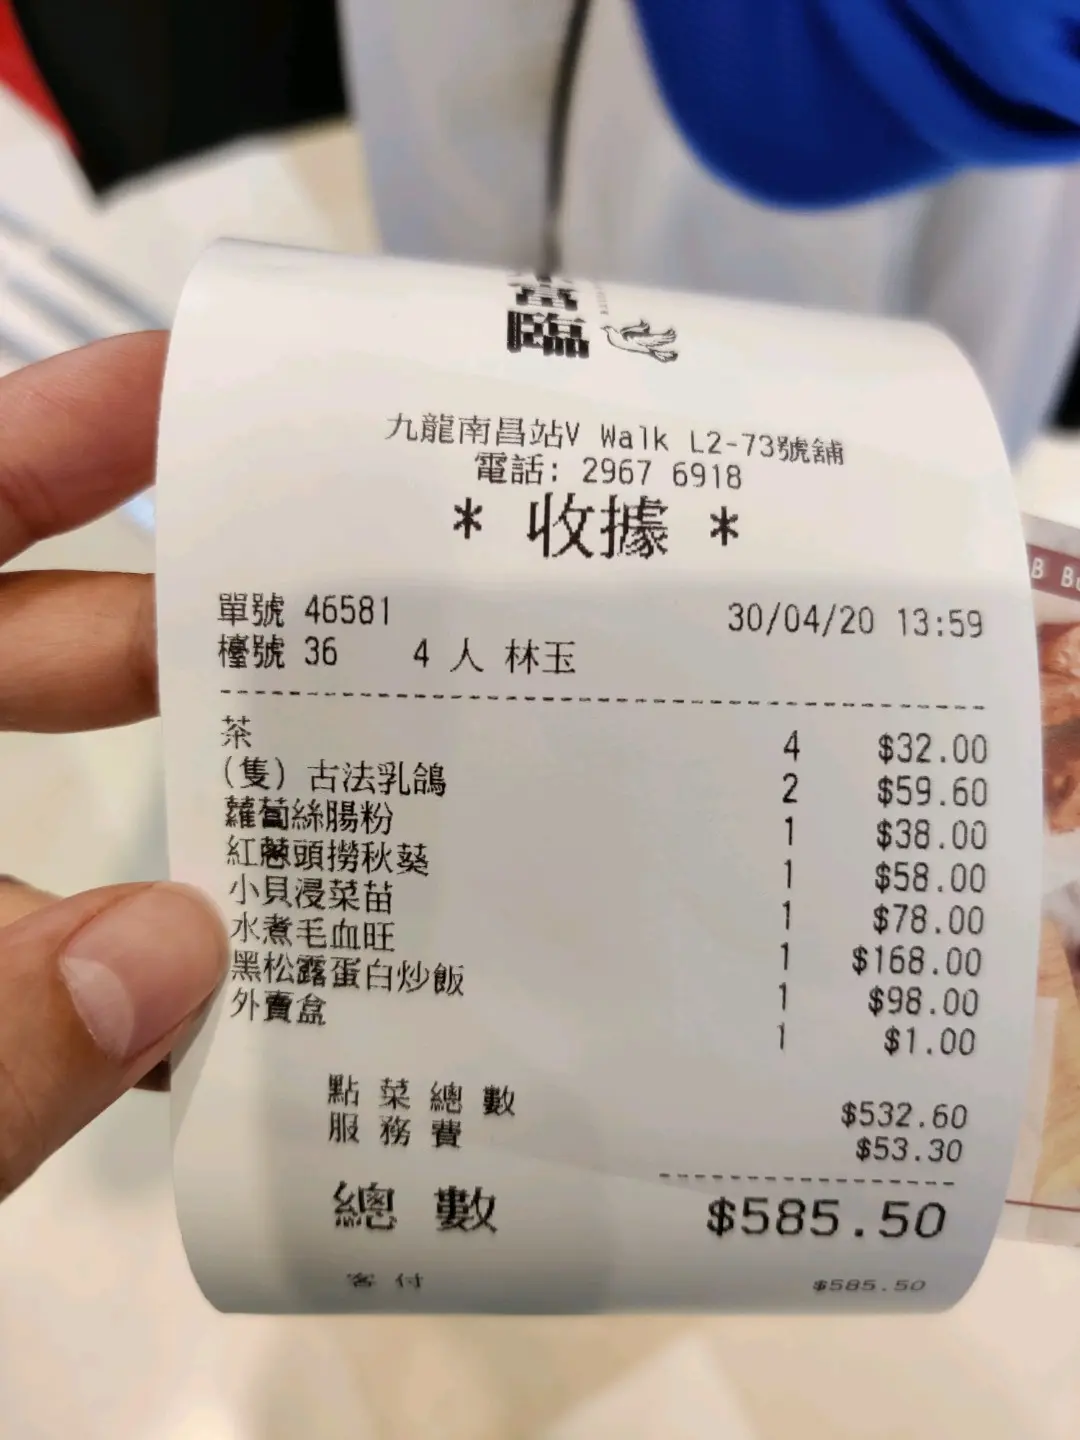 富臨
九龍南昌站V Walk L2-73號舖
電話: 2967 6918
* 收據 *
單號 46581 30/04/20 13:59
檯號 36 4 人 林玉
茶 4 $32.00
(隻) 古法乳鴿 2 $59.60
蘿蔔絲腸粉 1 $38.00
紅蔥頭撈秋葵 1 $58.00
小貝浸菜苗 1 $78.00
水煮毛血旺 1 $168.00
黑松露蛋白炒飯 1 $98.00
外賣盒 1 $1.00
點菜總數 $532.60
服務費 $53.30
總數 $585.50
客付 $585.50